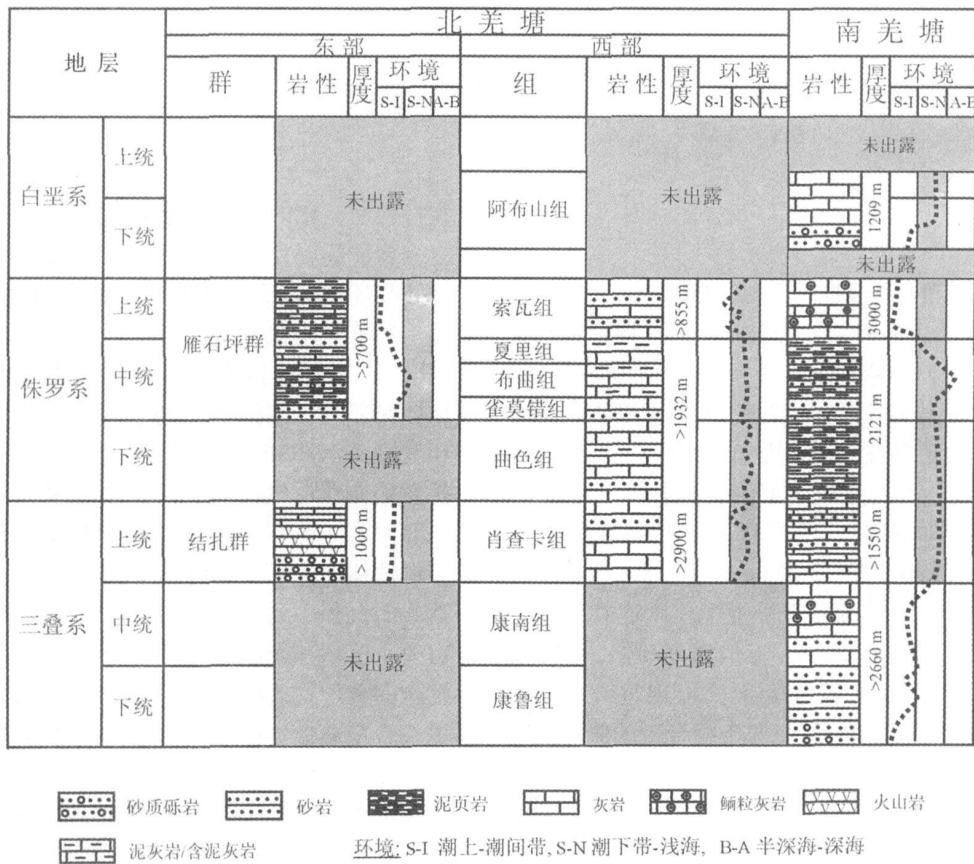 地 层
北 羌 塘
南 羌 塘
东 部
西 部
群
岩 性
厚度
环 境
组
岩 性
厚度
环 境
岩 性
厚度
环 境
S-I S-N A-B
S-I S-N A-B
S-I S-N A-B
白垩系
上统
下统
未出露
阿布山组
未出露
未出露
1209 m
未出露
侏罗系
上统
中统
下统
雁石坪群
>5700 m
未出露
索瓦组
夏里组
布曲组
雀莫错组
曲色组
>855 m
>1932 m
3000 m
2121 m
三叠系
上统
中统
下统
结扎群
>1000 m
未出露
肖查卡组
康南组
康鲁组
>2900 m
未出露
>1550 m
>2660 m
砂质砾岩 砂岩 泥页岩 灰岩 鲕粒灰岩 火山岩
泥灰岩/含泥灰岩 环境: S-I 潮上-潮间带, S-N 潮下带-浅海, B-A 半深海-深海